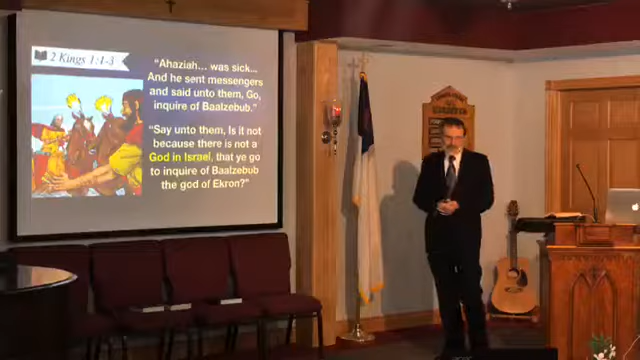 2 Kings 1:1-3
"Ahaziah... was sick...
And he sent messengers
and said unto them, Go,
inquire of Baalzebub."
"Say unto them, Is it not
because there is not a
God in Israel, that ye go
to inquire of Baalzebub
the god of Ekron?"